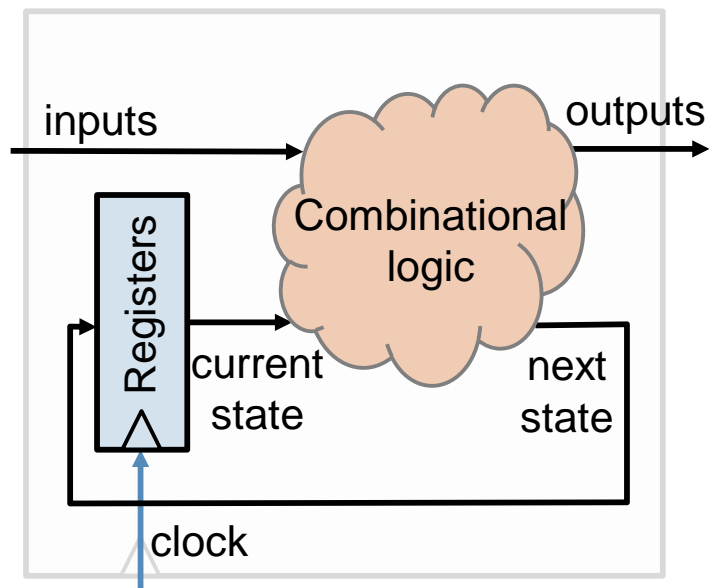 inputs
outputs
Combinational
logic
Registers
current
state
next
state
clock